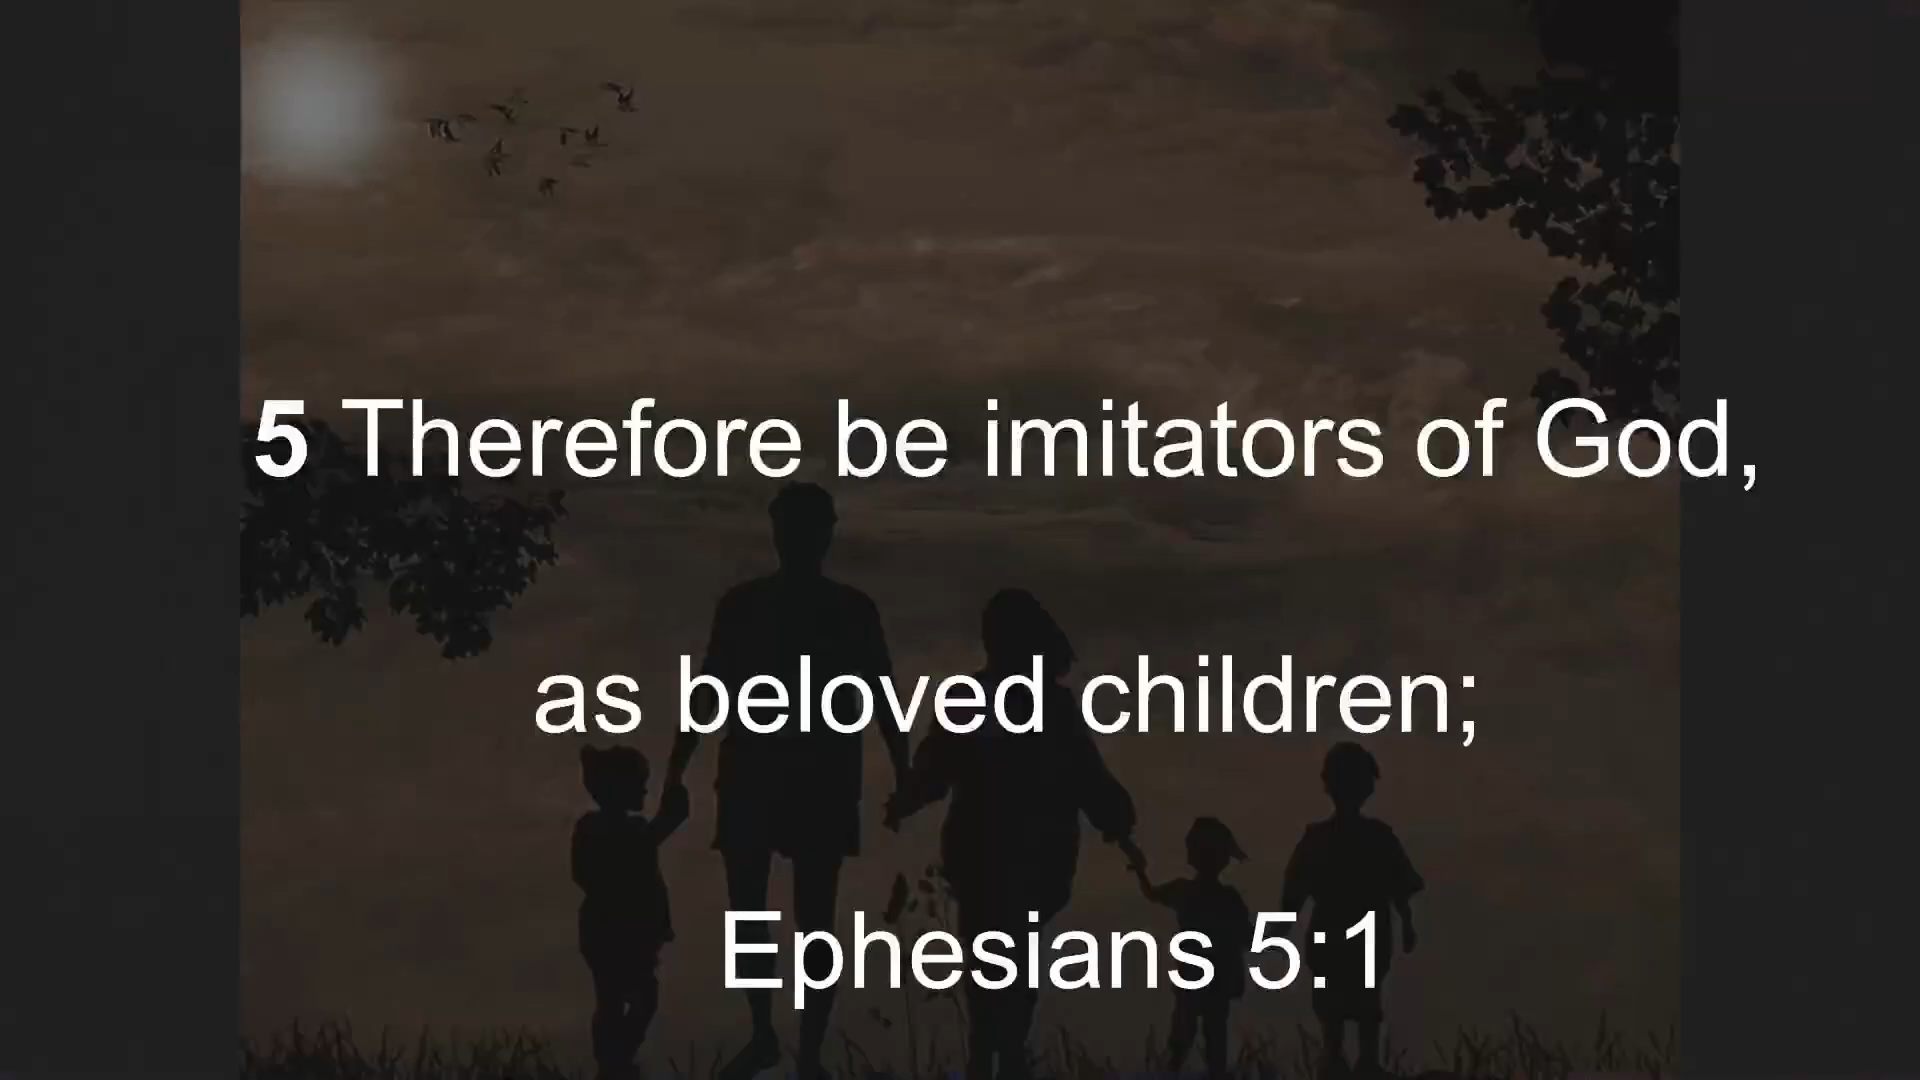 5 Therefore be imitators of God,
as beloved children;
Ephesians 5:1